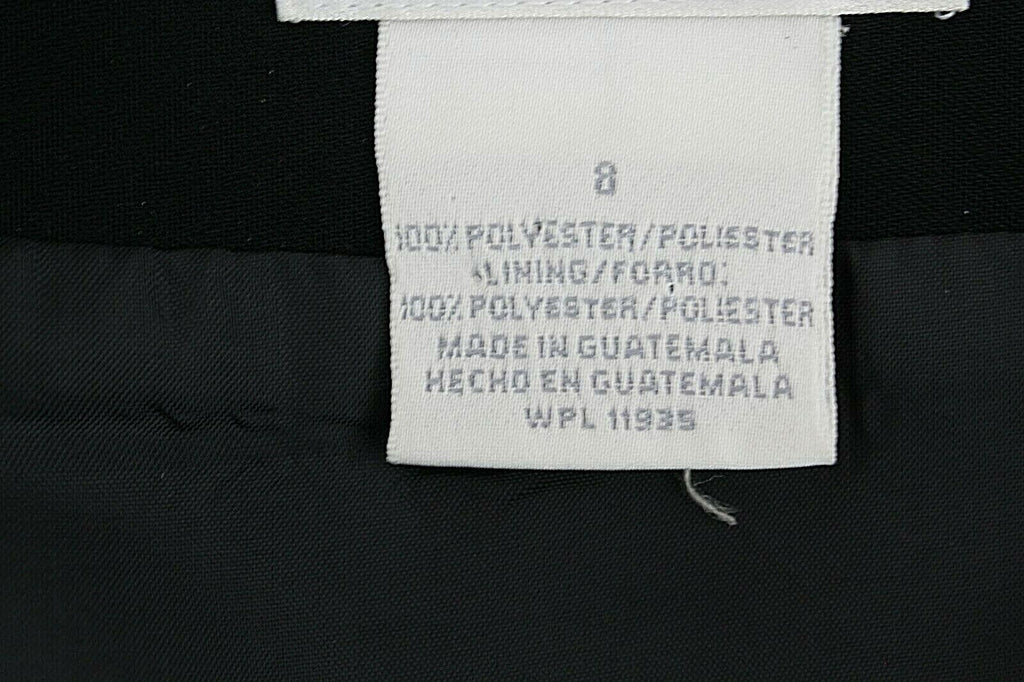 8
100% POLYESTER/POLIESTER
LINING/FORRO:
100% POLYESTER/POLIESTER
MADE IN GUATEMALA
HECHO EN GUATEMALA
WPL 11935